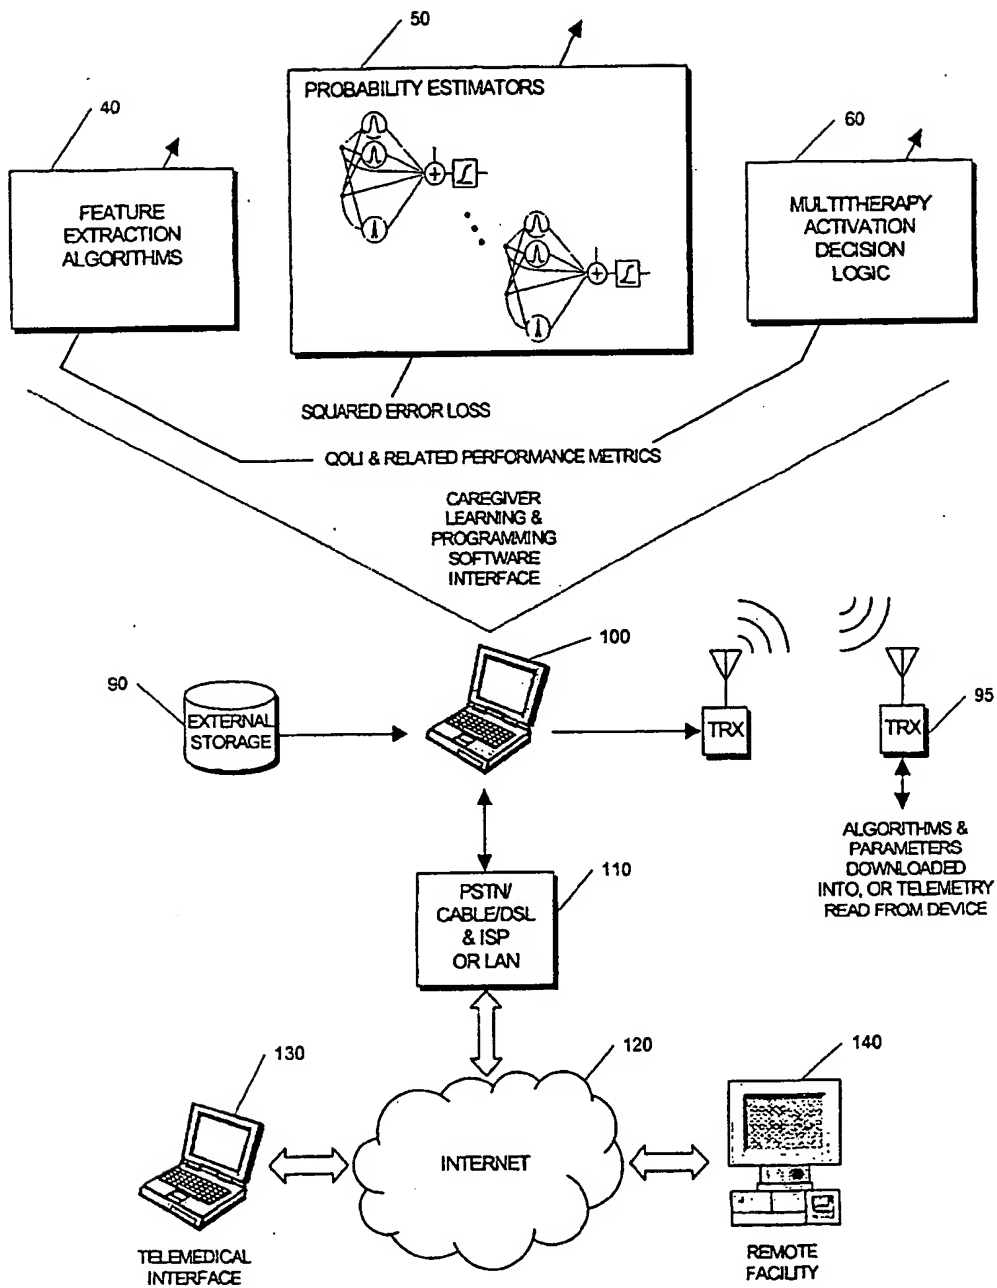 50
PROBABILITY ESTIMATORS
40
FEATURE
EXTRACTION
ALGORITHMS
60
MULTITHERAPY
ACTIVATION
DECISION
LOGIC
+
+
SQUARED ERROR LOSS
QOLI & RELATED PERFORMANCE METRICS
CAREGIVER
LEARNING &
PROGRAMMING
SOFTWARE
INTERFACE
100
90
EXTERNAL
STORAGE
TRX
TRX
95
ALGORITHMS &
PARAMETERS
DOWNLOADED
INTO, OR TELEMETRY
READ FROM DEVICE
110
PSTN/
CABLE/DSL
& ISP
OR LAN
130
120
140
INTERNET
TELEMEDICAL
INTERFACE
REMOTE
FACILITY